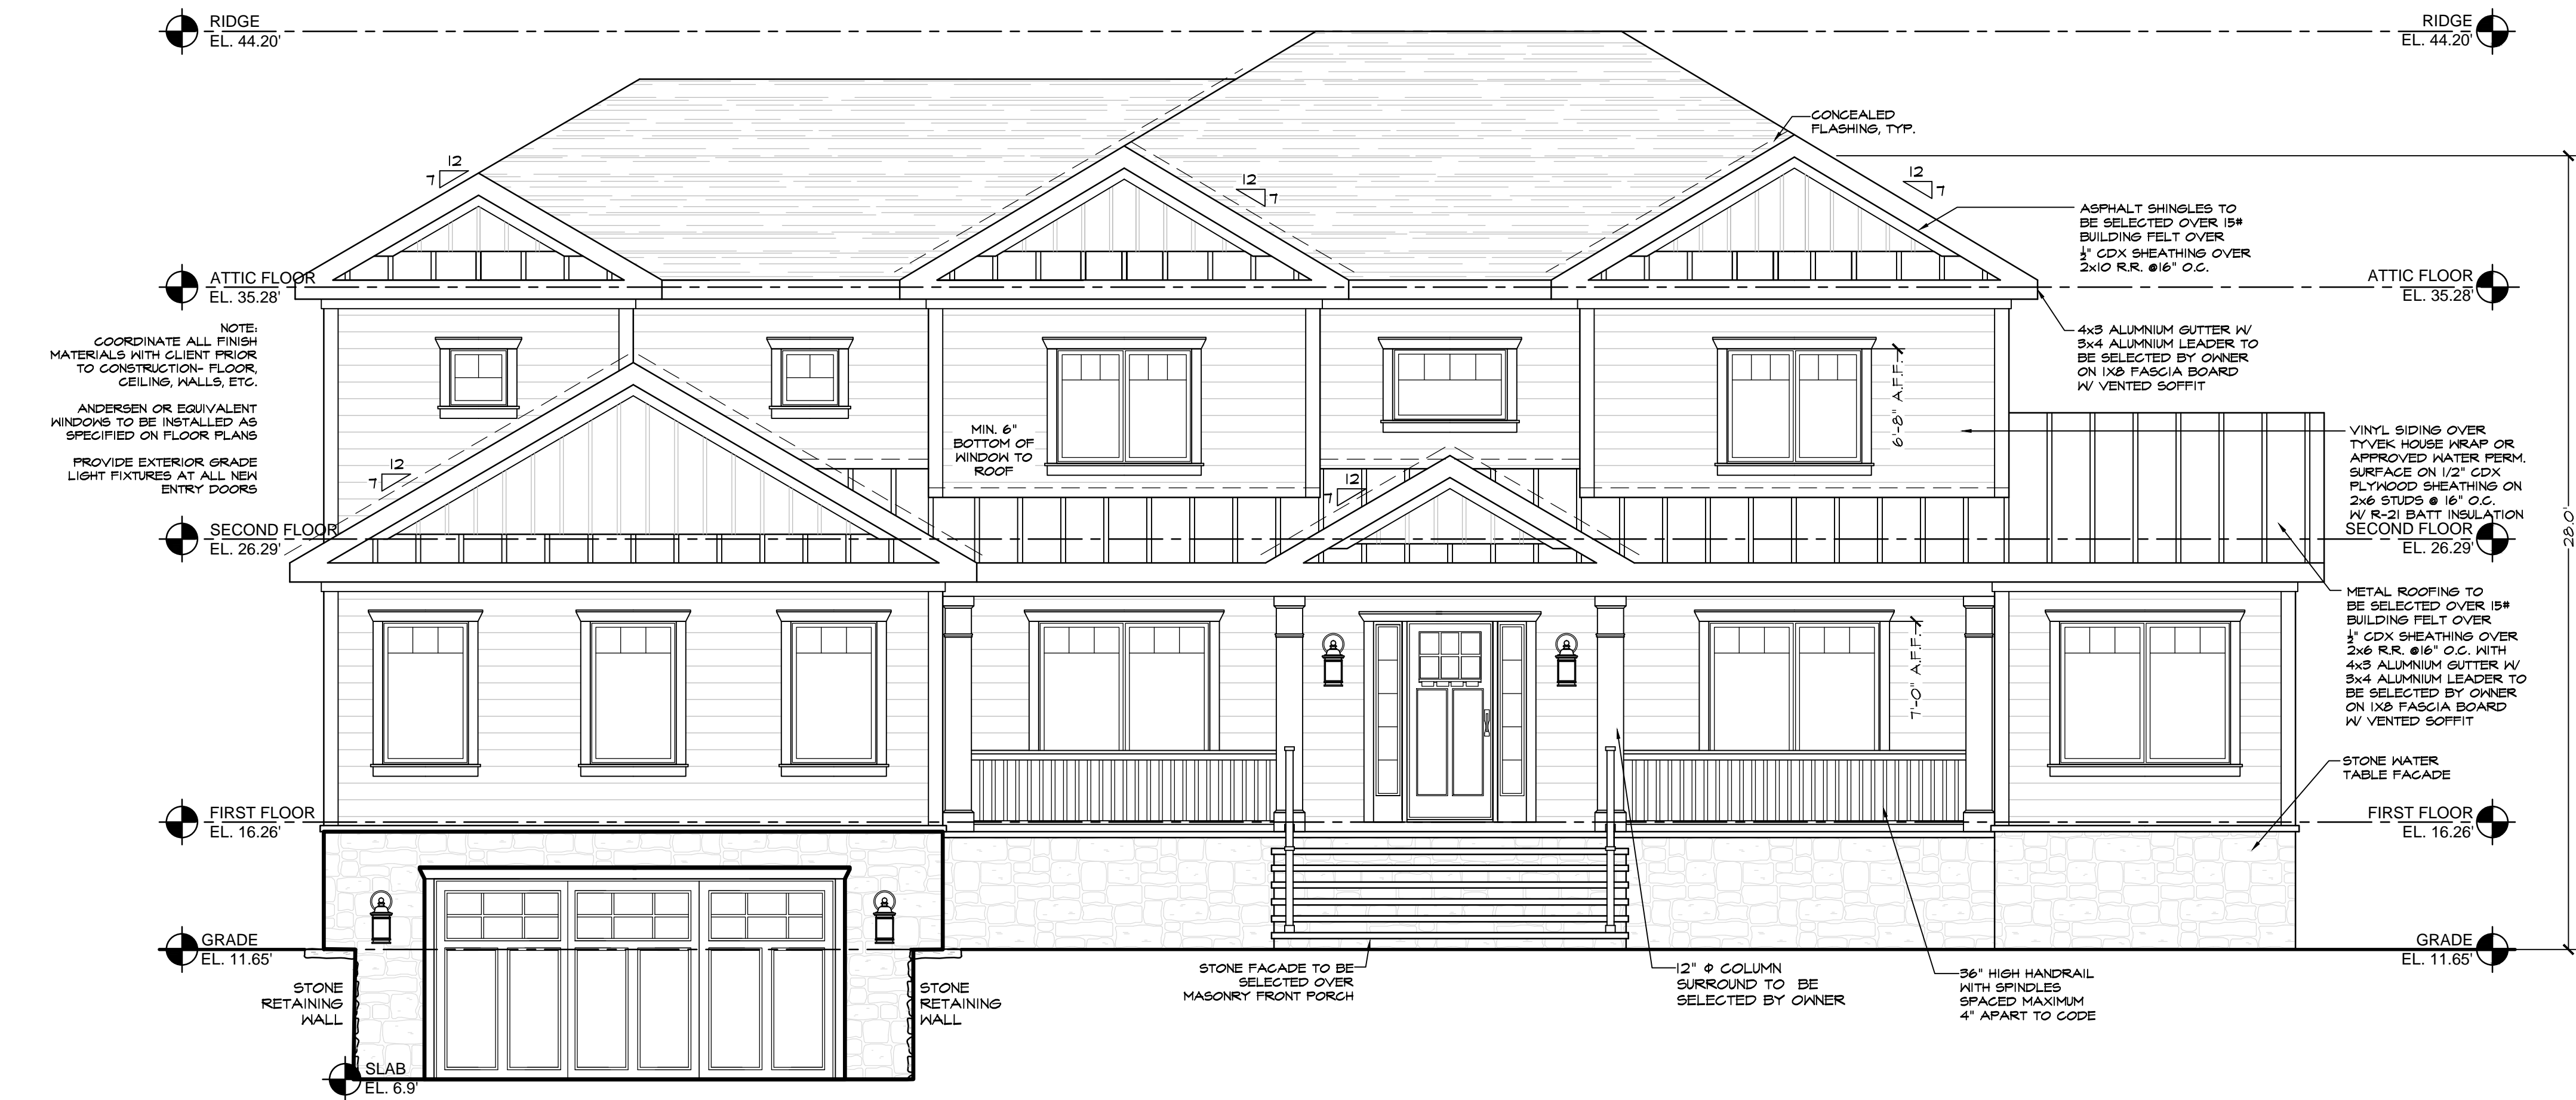 RIDGE
EL. 44.20'
RIDGE
EL. 44.20'
CONCEALED
FLASHING, TYP.
12
7
12
7
12
7
ASPHALT SHINGLES TO
BE SELECTED OVER 15#
BUILDING FELT OVER
½" CDX SHEATHING OVER
2x10 R.R. @16" O.C.
ATTIC FLOOR
EL. 35.28'
ATTIC FLOOR
EL. 35.28'
NOTE:
COORDINATE ALL FINISH
MATERIALS WITH CLIENT PRIOR
TO CONSTRUCTION- FLOOR,
CEILING, WALLS, ETC.
ANDERSEN OR EQUIVALENT
WINDOWS TO BE INSTALLED AS
SPECIFIED ON FLOOR PLANS
PROVIDE EXTERIOR GRADE
LIGHT FIXTURES AT ALL NEW
ENTRY DOORS
4x3 ALUMNIUM GUTTER W/
3x4 ALUMNIUM LEADER TO
BE SELECTED BY OWNER
ON 1X8 FASCIA BOARD
W/ VENTED SOFFIT
6'-8" A.F.F.
MIN. 6"
BOTTOM OF
WINDOW TO
ROOF
12
7
12
7
VINYL SIDING OVER
TYVEK HOUSE WRAP OR
APPROVED WATER PERM.
SURFACE ON 1/2" CDX
PLYWOOD SHEATHING ON
2x6 STUDS @ 16" O.C.
W/ R-21 BATT INSULATION
SECOND FLOOR
EL. 26.29'
SECOND FLOOR
EL. 26.29'
28.0'
METAL ROOFING TO
BE SELECTED OVER 15#
BUILDING FELT OVER
½" CDX SHEATHING OVER
2x6 R.R. @16" O.C. WITH
4x3 ALUMNIUM GUTTER W/
3x4 ALUMNIUM LEADER TO
BE SELECTED BY OWNER
ON 1X8 FASCIA BOARD
W/ VENTED SOFFIT
7'-0" A.F.F.
STONE WATER
TABLE FACADE
FIRST FLOOR
EL. 16.26'
FIRST FLOOR
EL. 16.26'
GRADE
EL. 11.65'
GRADE
EL. 11.65'
STONE
RETAINING
WALL
STONE
RETAINING
WALL
STONE FACADE TO BE
SELECTED OVER
MASONRY FRONT PORCH
12" Φ COLUMN
SURROUND TO BE
SELECTED BY OWNER
36" HIGH HANDRAIL
WITH SPINDLES
SPACED MAXIMUM
4" APART TO CODE
SLAB
EL. 6.9'